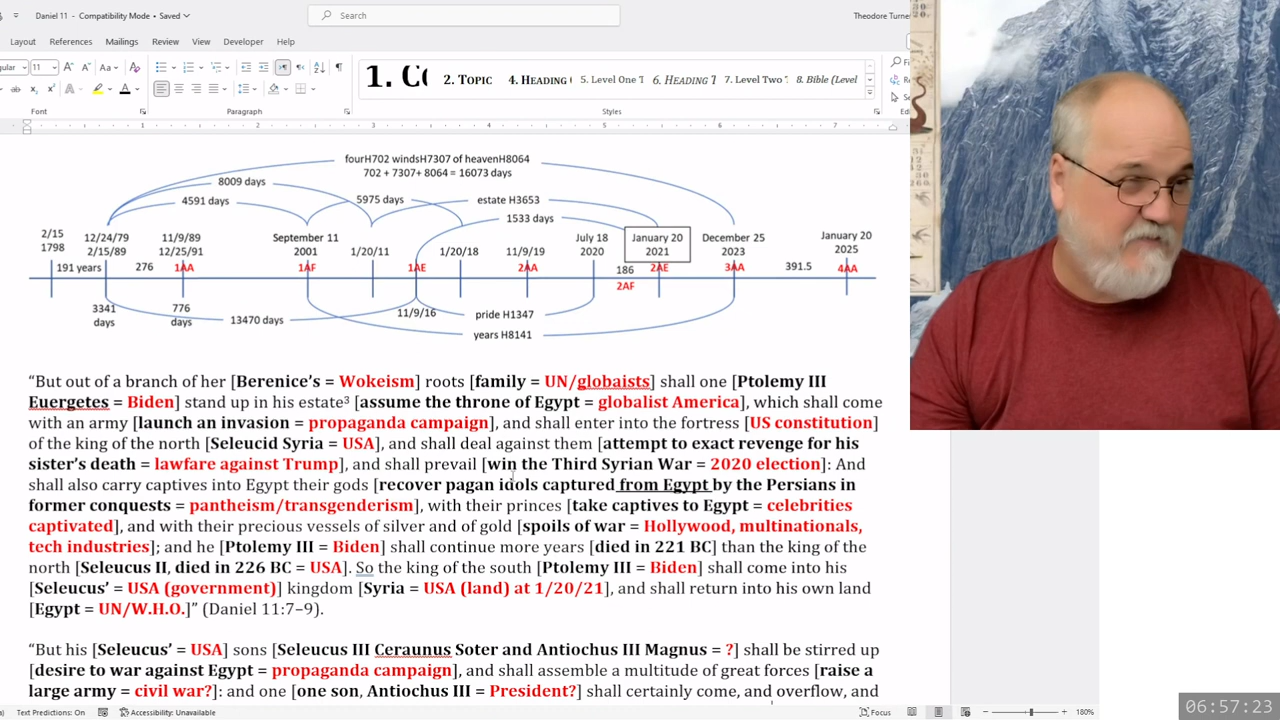 Daniel 11 - Compatibility Mode • Saved
Search
Theodore Turner
Layout References Mailings Review View Developer Help
11
Aa
1. Cc
2. Topic
4. Heading
5. Level One T
6. Heading T
7. Level Two
8. Bible (Level
Font Paragraph Styles
1 2 3 4 5 6 7
fourH702 windsH7307 of heavenH8064
702 + 7307+ 8064 = 16073 days
8009 days
4591 days 5975 days estate H3653
1533 days
2/15
1798
12/24/79
2/15/89
11/9/89
12/25/91
September 11
2001
1/20/11
1/20/18
11/9/19
July 18
2020
January 20
2021
December 25
2023
January 20
2025
191 years 276 1AA 1AF 1AE 2AA 186 2AE 3AA 391.5 4AA
2AF
3341
days
776
days
13470 days
11/9/16
pride H1347
years H8141
“But out of a branch of her [Berenice’s = Wokeism] roots [family = UN/globaists] shall one [Ptolemy III
Euergetes = Biden] stand up in his estate³ [assume the throne of Egypt = globalist America], which shall come
with an army [launch an invasion = propaganda campaign], and shall enter into the fortress [US constitution]
of the king of the north [Seleucid Syria = USA], and shall deal against them [attempt to exact revenge for his
sister’s death = lawfare against Trump], and shall prevail [win the Third Syrian War = 2020 election]: And
shall also carry captives into Egypt their gods [recover pagan idols captured from Egypt by the Persians in
former conquests = pantheism/transgenderism], with their princes [take captives to Egypt = celebrities
captivated], and with their precious vessels of silver and of gold [spoils of war = Hollywood, multinationals,
tech industries]; and he [Ptolemy III = Biden] shall continue more years [died in 221 BC] than the king of the
north [Seleucus II, died in 226 BC = USA]. So the king of the south [Ptolemy III = Biden] shall come into his
[Seleucus’ = USA (government)] kingdom [Syria = USA (land) at 1/20/21], and shall return into his own land
[Egypt = UN/W.H.O.]” (Daniel 11:7–9).
“But his [Seleucus’ = USA] sons [Seleucus III Ceraunus Soter and Antiochus III Magnus = ?] shall be stirred up
[desire to war against Egypt = propaganda campaign], and shall assemble a multitude of great forces [raise a
large army = civil war?]: and one [one son, Antiochus III = President?] shall certainly come, and overflow, and
Text Predictions: On
Accessibility: Unavailable
Focus
180%
06:57:23